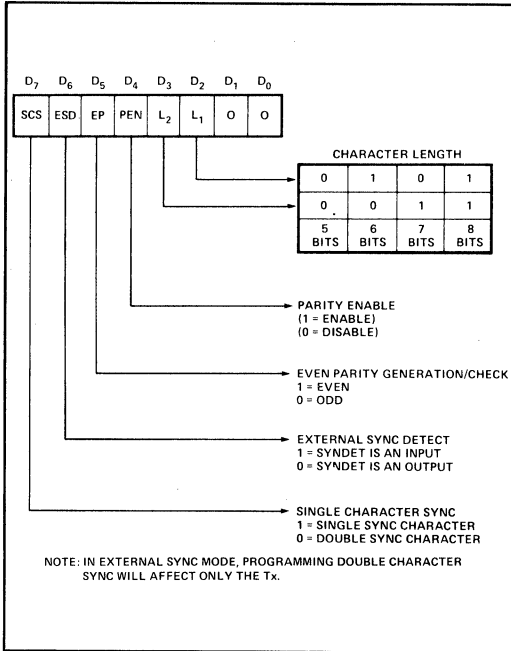 D7 D6 D5 D4 D3 D2 D1 D0
SCS ESD EP PEN L2 L1 O O
CHARACTER LENGTH
0 1 0 1
0 0 1 1
5 BITS 6 BITS 7 BITS 8 BITS
PARITY ENABLE
(1 = ENABLE)
(0 = DISABLE)
EVEN PARITY GENERATION/CHECK
1 = EVEN
0 = ODD
EXTERNAL SYNC DETECT
1 = SYNDET IS AN INPUT
0 = SYNDET IS AN OUTPUT
SINGLE CHARACTER SYNC
1 = SINGLE SYNC CHARACTER
0 = DOUBLE SYNC CHARACTER
NOTE: IN EXTERNAL SYNC MODE, PROGRAMMING DOUBLE CHARACTER
SYNC WILL AFFECT ONLY THE Tx.